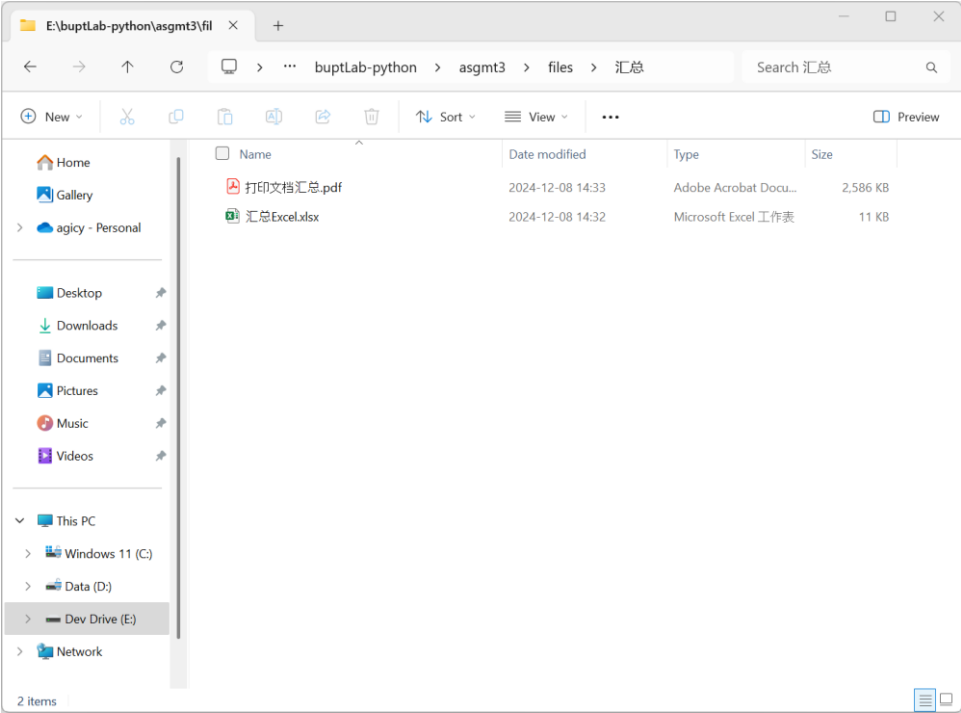 E:\buptLab-python\asgmt3\fil
buptLab-python > asgmt3 > files > 汇总
Search 汇总
New
Sort
View
Preview
Name Date modified Type Size
打印文档汇总.pdf 2024-12-08 14:33 Adobe Acrobat Docu... 2,586 KB
汇总Excel.xlsx 2024-12-08 14:32 Microsoft Excel 工作表 11 KB
Home
Gallery
agicy - Personal
Desktop
Downloads
Documents
Pictures
Music
Videos
This PC
Windows 11 (C:)
Data (D:)
Dev Drive (E:)
Network
2 items